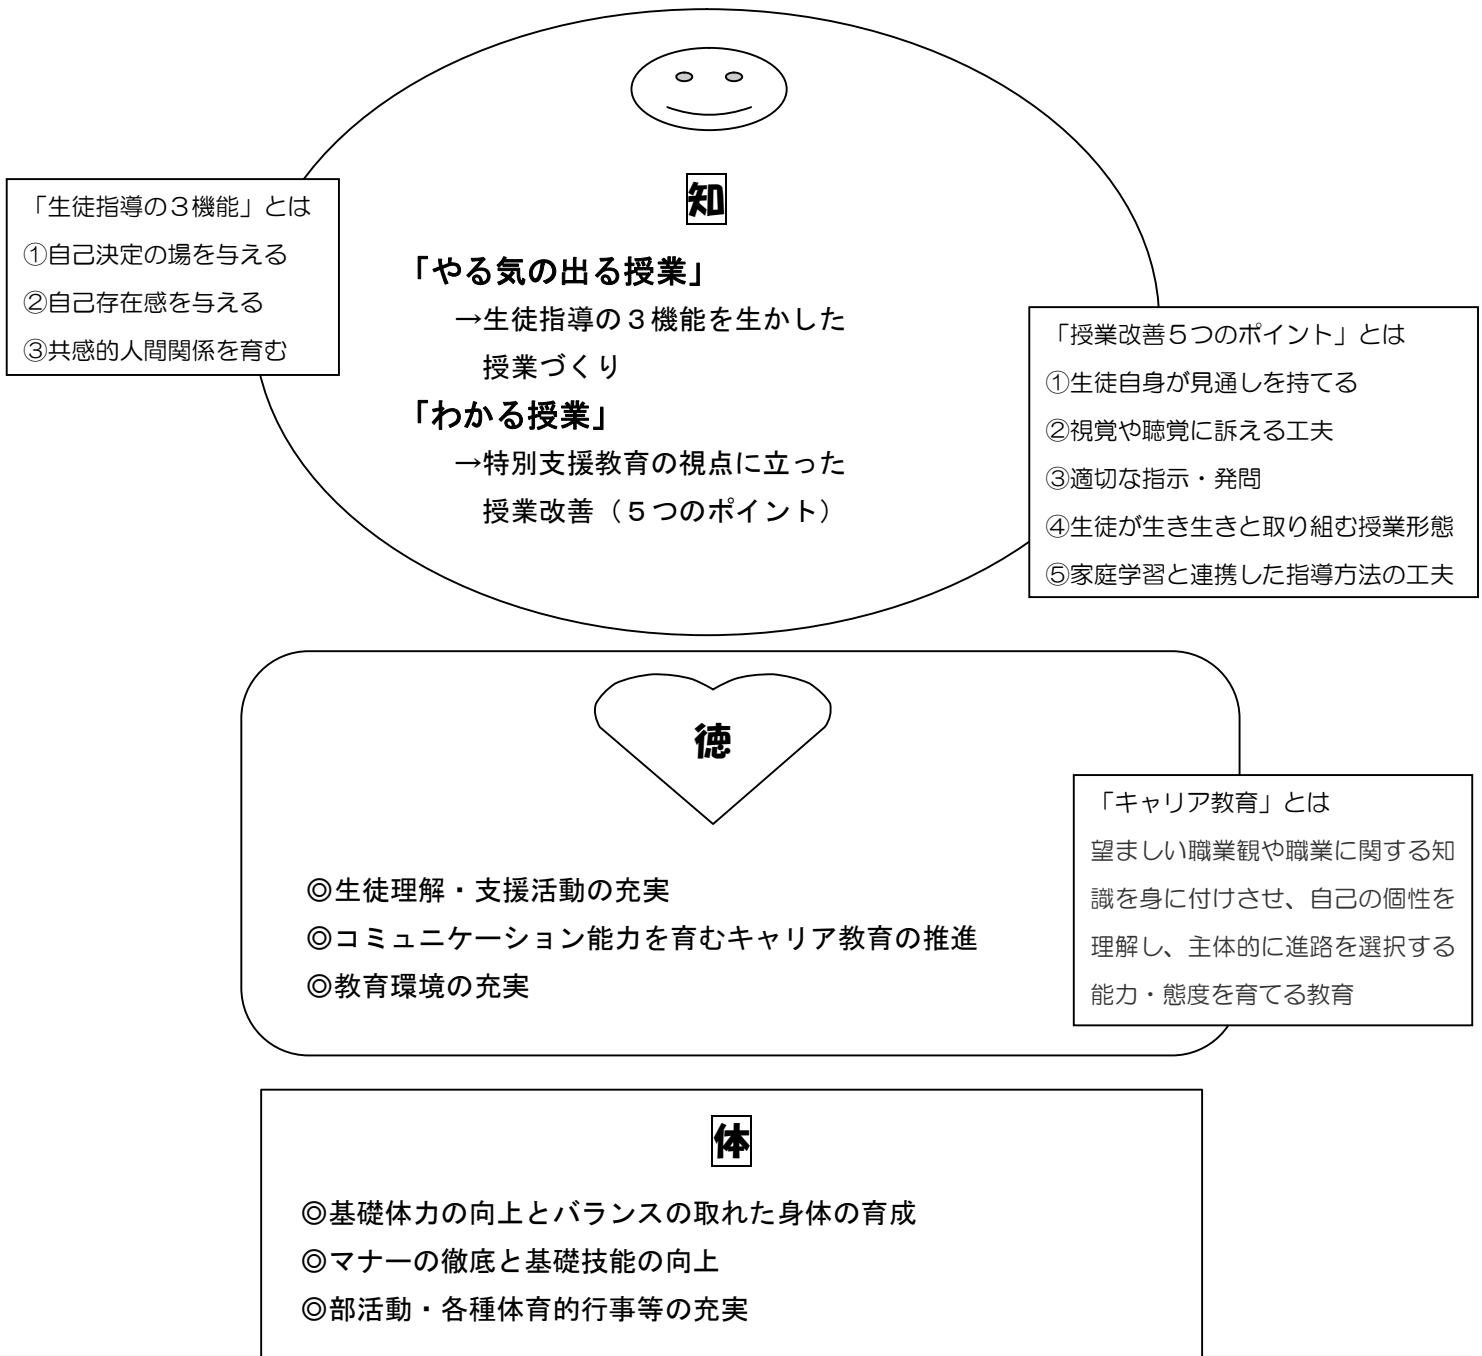 知
「生徒指導の３機能」とは
①自己決定の場を与える
②自己存在感を与える
③共感的人間関係を育む
「やる気の出る授業」
→生徒指導の３機能を生かした
授業づくり
「わかる授業」
→特別支援教育の視点に立った
授業改善（５つのポイント）
「授業改善５つのポイント」とは
①生徒自身が見通しを持てる
②視覚や聴覚に訴える工夫
③適切な指示・発問
④生徒が生き生きと取り組む授業形態
⑤家庭学習と連携した指導方法の工夫
徳
◎生徒理解・支援活動の充実
◎コミュニケーション能力を育むキャリア教育の推進
◎教育環境の充実
「キャリア教育」とは
望ましい職業観や職業に関する知
識を身に付けさせ、自己の個性を
理解し、主体的に進路を選択する
能力・態度を育てる教育
体
◎基礎体力の向上とバランスの取れた身体の育成
◎マナーの徹底と基礎技能の向上
◎部活動・各種体育的行事等の充実